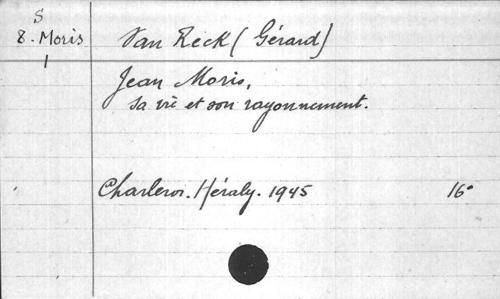 S
8. Moris
1
Van Reck (Gérard)
Jean Moris,
sa vie et son rayonnement.
Charleroi. Héraly. 1945
16°